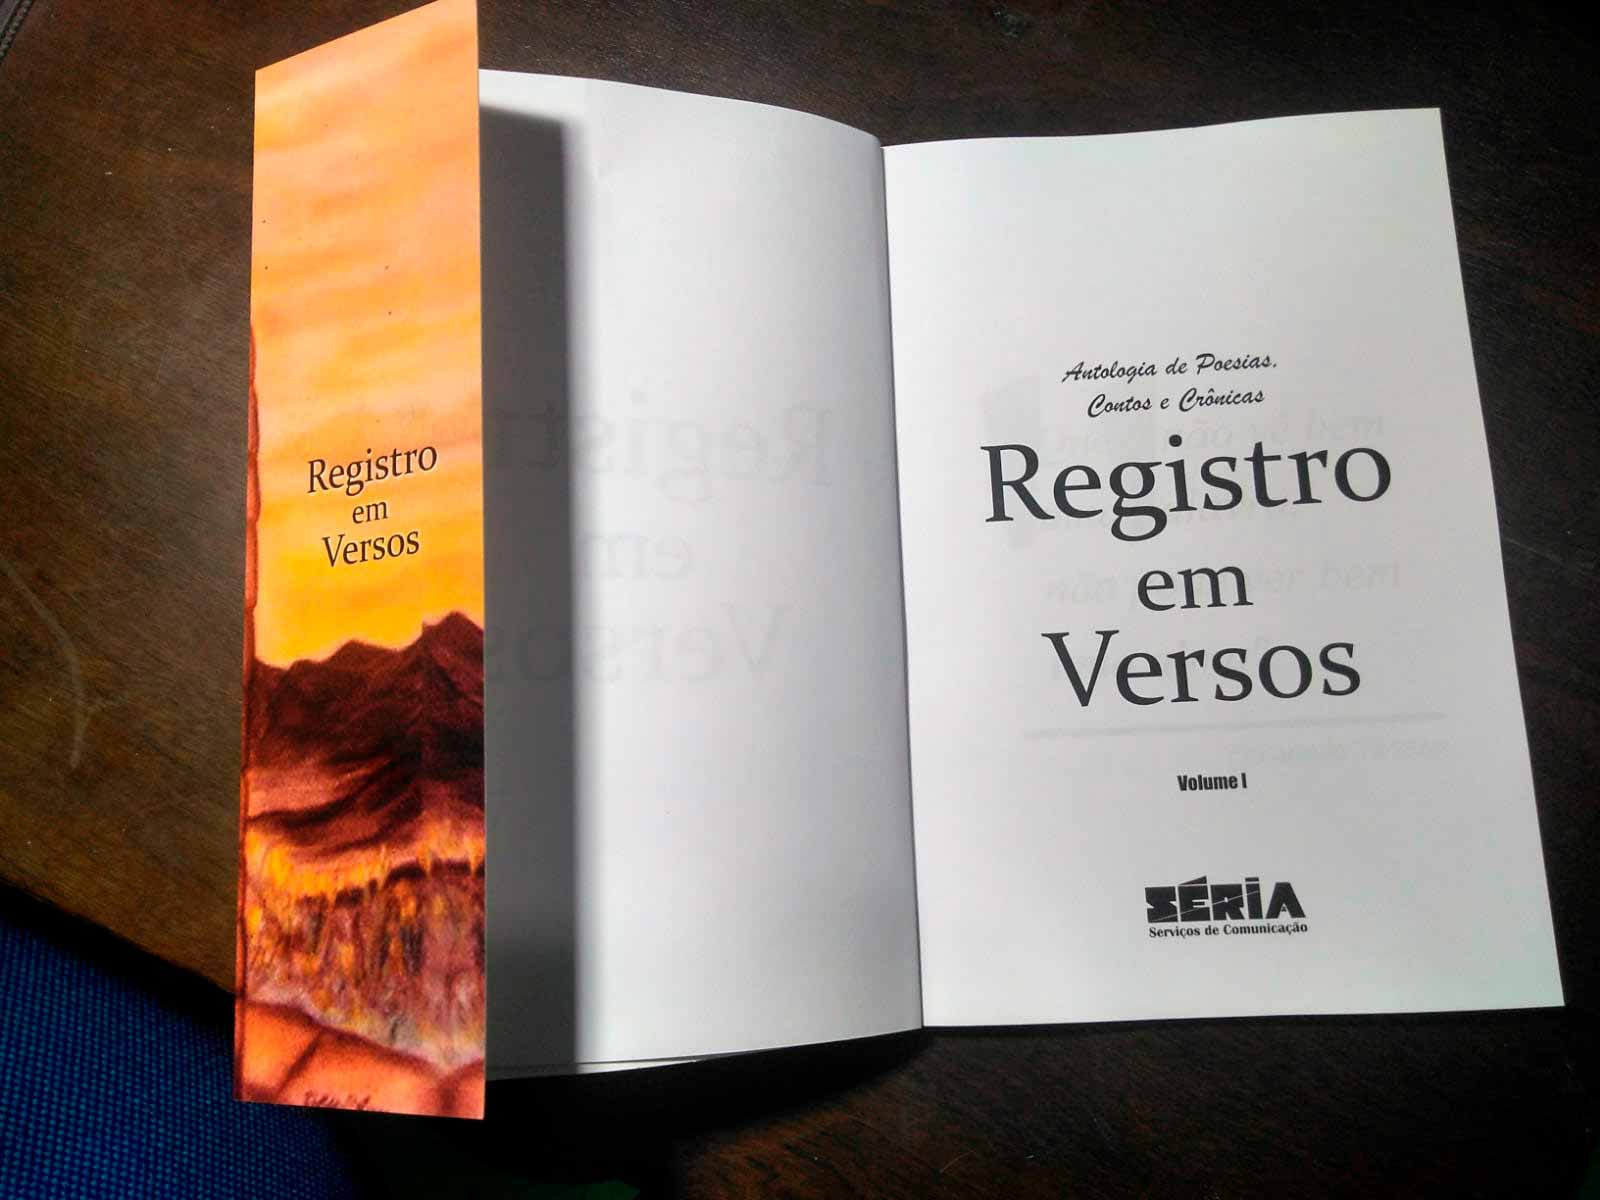 Registro
em
Versos
Antologia de Poesias,
Contos e Crônicas
Registro
em
Versos
Volume I
SÉRIA
Serviços de Comunicação